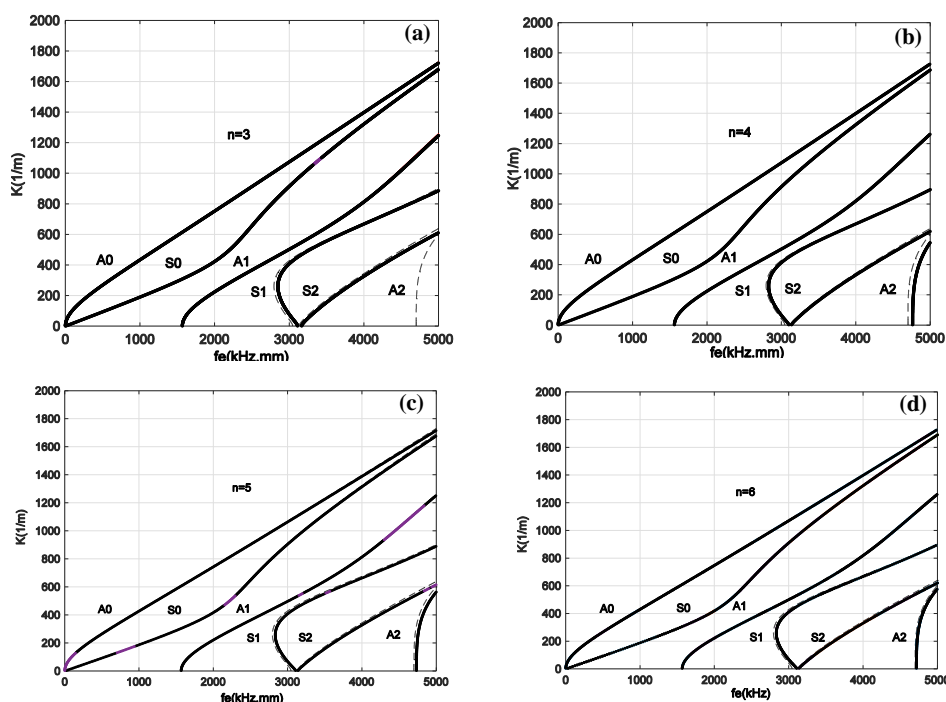 (a)
2000
1800
1600
1400
1200
1000
800
600
400
200
0
K(1/m)
n=3
A0
S0
A1
S1
S2
A2
0 1000 2000 3000 4000 5000
fe(kHz.mm)
(b)
2000
1800
1600
1400
1200
1000
800
600
400
200
0
K(1/m)
n=4
A0
S0
A1
S1
S2
A2
0 1000 2000 3000 4000 5000
fe(kHz.mm)
(c)
2000
1800
1600
1400
1200
1000
800
600
400
200
0
K(1/m)
n=5
A0
S0
A1
S1
S2
A2
0 1000 2000 3000 4000 5000
fe(kHz.mm)
(d)
2000
1800
1600
1400
1200
1000
800
600
400
200
0
K(1/m)
n=6
A0
S0
A1
S1
S2
A2
0 1000 2000 3000 4000 5000
fe(kHz)